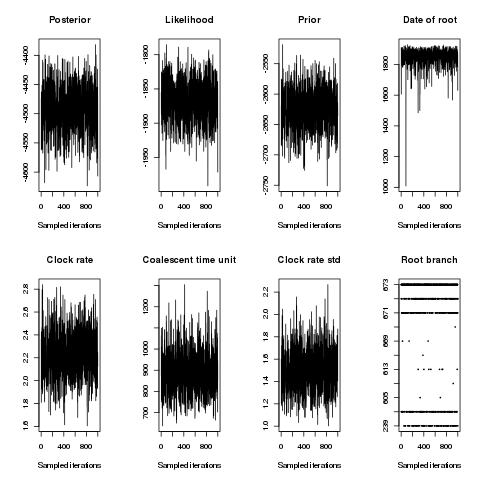 Posterior
-4400
-4450
-4500
-4550
-4600
0 400 800
Sampled iterations
Likelihood
-1800
-1850
-1900
-1950
0 400 800
Sampled iterations
Prior
-2550
-2600
-2650
-2700
-2750
0 400 800
Sampled iterations
Date of root
1800
1600
1400
1200
1000
0 400 800
Sampled iterations
Clock rate
2.8
2.6
2.4
2.2
2.0
1.8
1.6
0 400 800
Sampled iterations
Coalescent time unit
1200
1100
1000
900
800
700
0 400 800
Sampled iterations
Clock rate std
2.2
2.0
1.8
1.6
1.4
1.2
1.0
0 400 800
Sampled iterations
Root branch
673
671
669
613
605
239
0 400 800
Sampled iterations